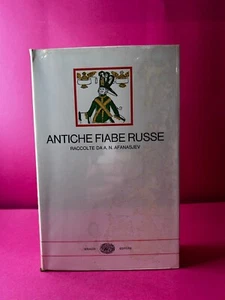 ANTICHE FIABE RUSSE
RACCOLTE DA A. N. AFANASJEV